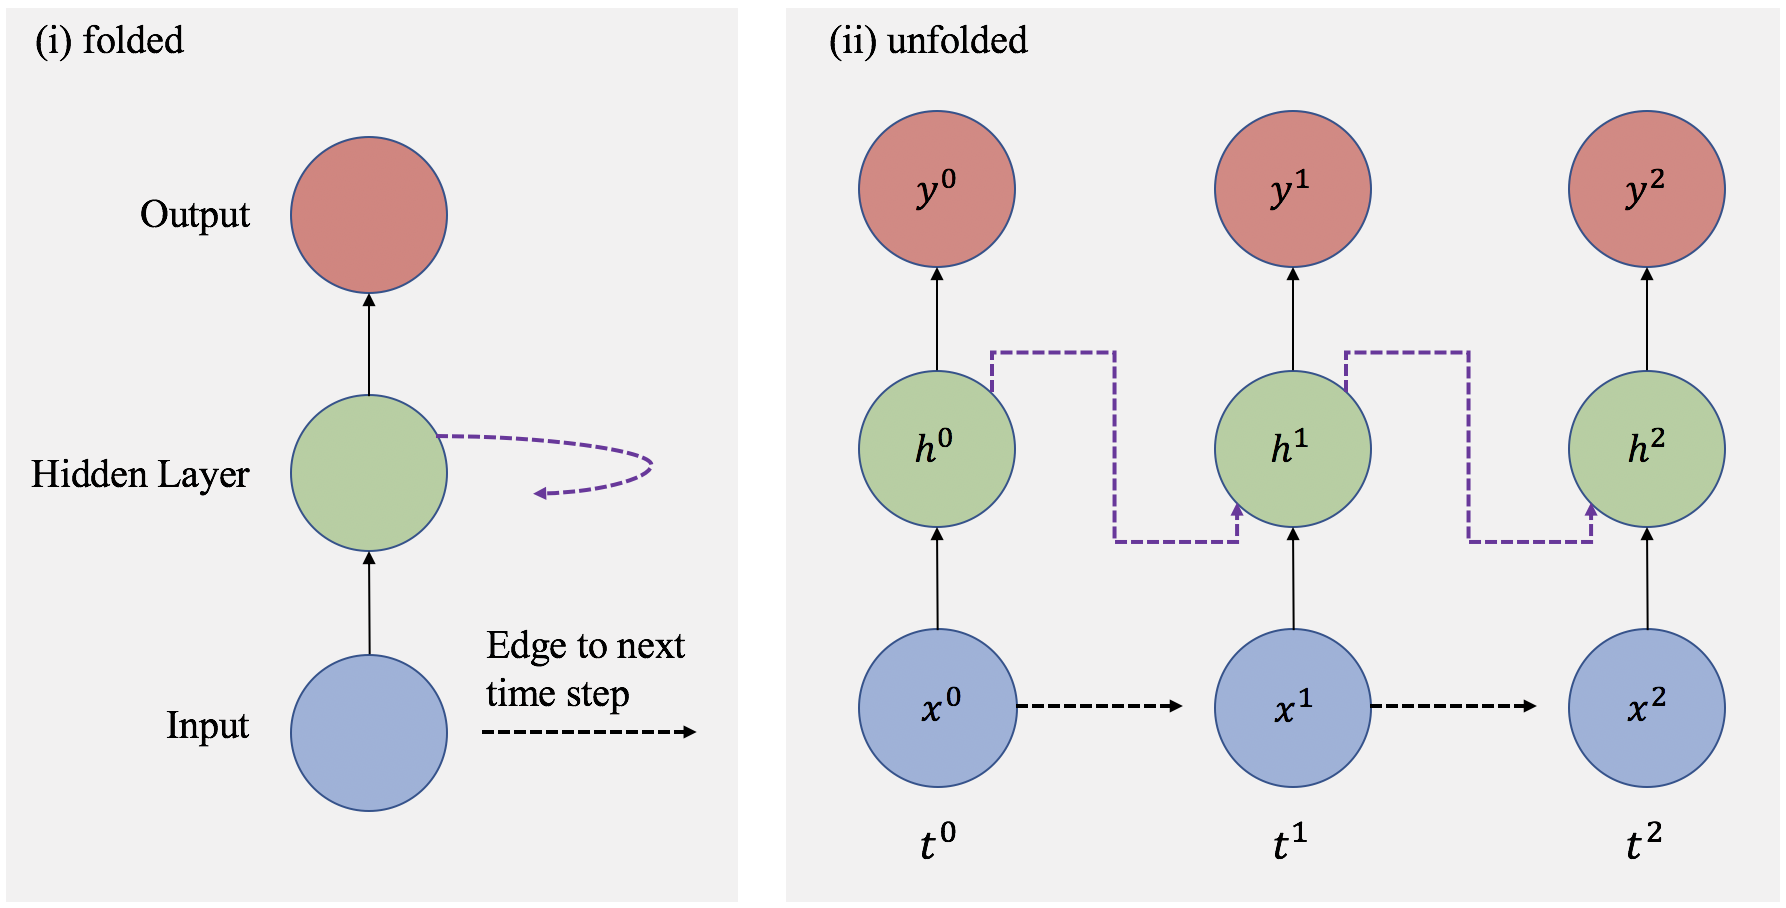 (i) folded
Output
Hidden Layer
Input
Edge to next
time step
(ii) unfolded
y⁰ y¹ y²
h⁰ h¹ h²
x⁰ x¹ x²
t⁰ t¹ t²